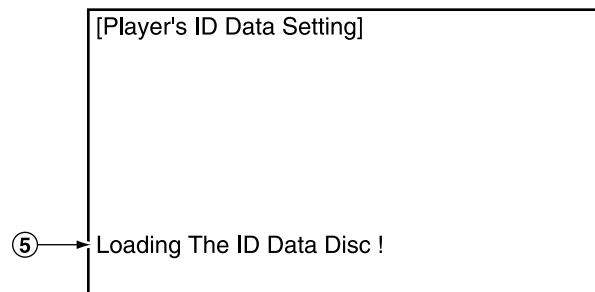 [Player's ID Data Setting]
⑤ Loading The ID Data Disc !